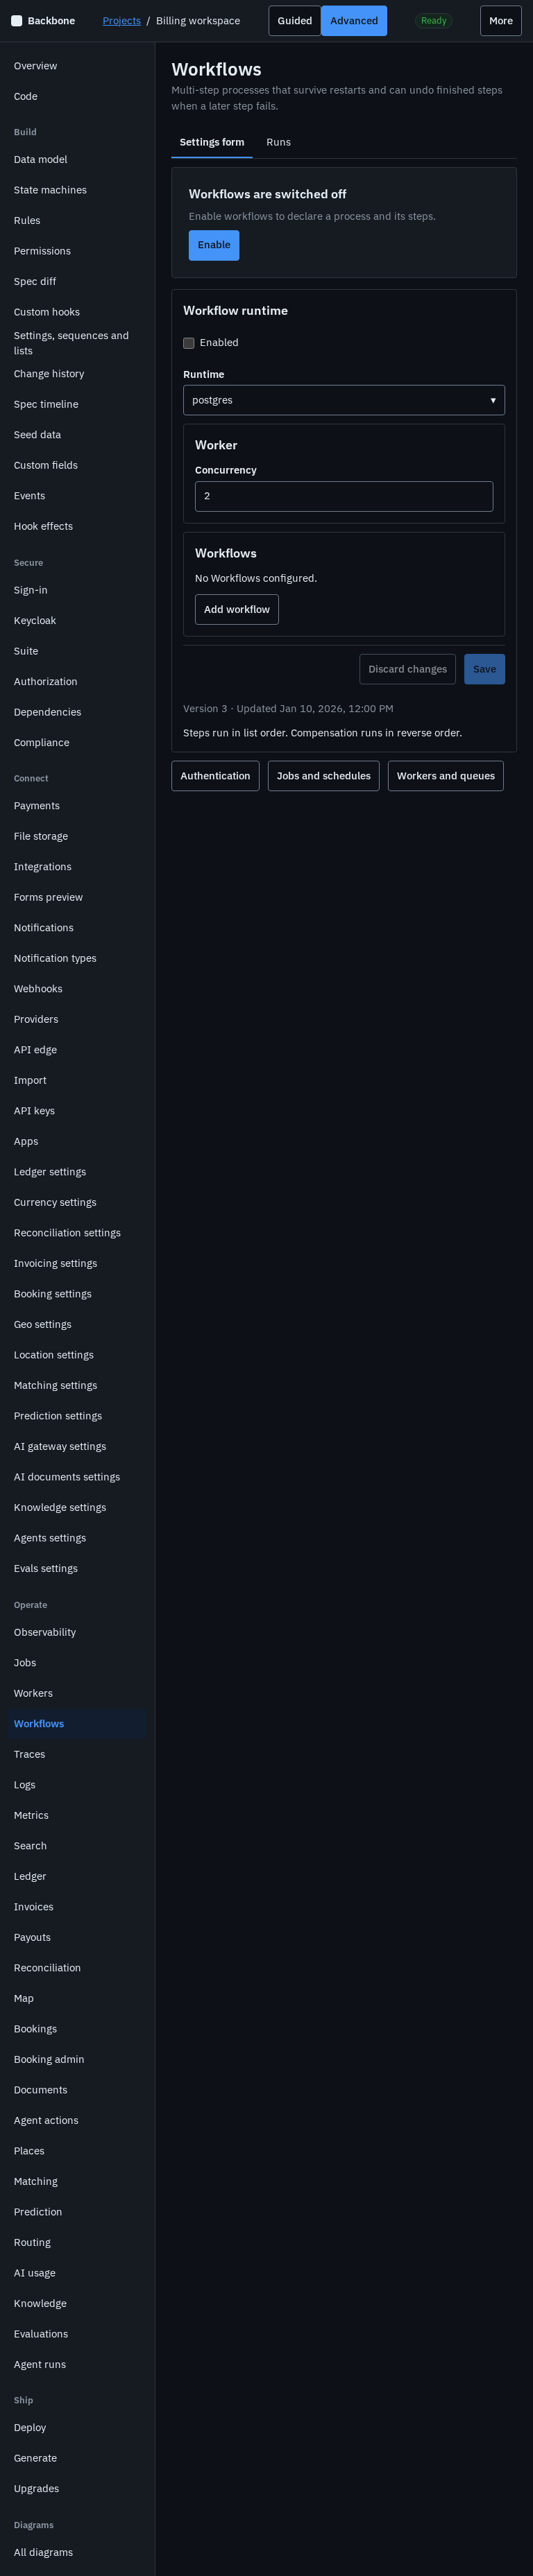 Backbone
Projects / Billing workspace
Guided
Advanced
Ready
More
Overview
Code
Build
Data model
State machines
Rules
Permissions
Spec diff
Custom hooks
Settings, sequences and
lists
Change history
Spec timeline
Seed data
Custom fields
Events
Hook effects
Secure
Sign-in
Keycloak
Suite
Authorization
Dependencies
Compliance
Connect
Payments
File storage
Integrations
Forms preview
Notifications
Notification types
Webhooks
Providers
API edge
Import
API keys
Apps
Ledger settings
Currency settings
Reconciliation settings
Invoicing settings
Booking settings
Geo settings
Location settings
Matching settings
Prediction settings
AI gateway settings
AI documents settings
Knowledge settings
Agents settings
Evals settings
Operate
Observability
Jobs
Workers
Workflows
Traces
Logs
Metrics
Search
Ledger
Invoices
Payouts
Reconciliation
Map
Bookings
Booking admin
Documents
Agent actions
Places
Matching
Prediction
Routing
AI usage
Knowledge
Evaluations
Agent runs
Ship
Deploy
Generate
Upgrades
Diagrams
All diagrams
Workflows
Multi-step processes that survive restarts and can undo finished steps
when a later step fails.
Settings form
Runs
Workflows are switched off
Enable workflows to declare a process and its steps.
Enable
Workflow runtime
Enabled
Runtime
postgres
Worker
Concurrency
2
Workflows
No Workflows configured.
Add workflow
Discard changes
Save
Version 3 · Updated Jan 10, 2026, 12:00 PM
Steps run in list order. Compensation runs in reverse order.
Authentication
Jobs and schedules
Workers and queues